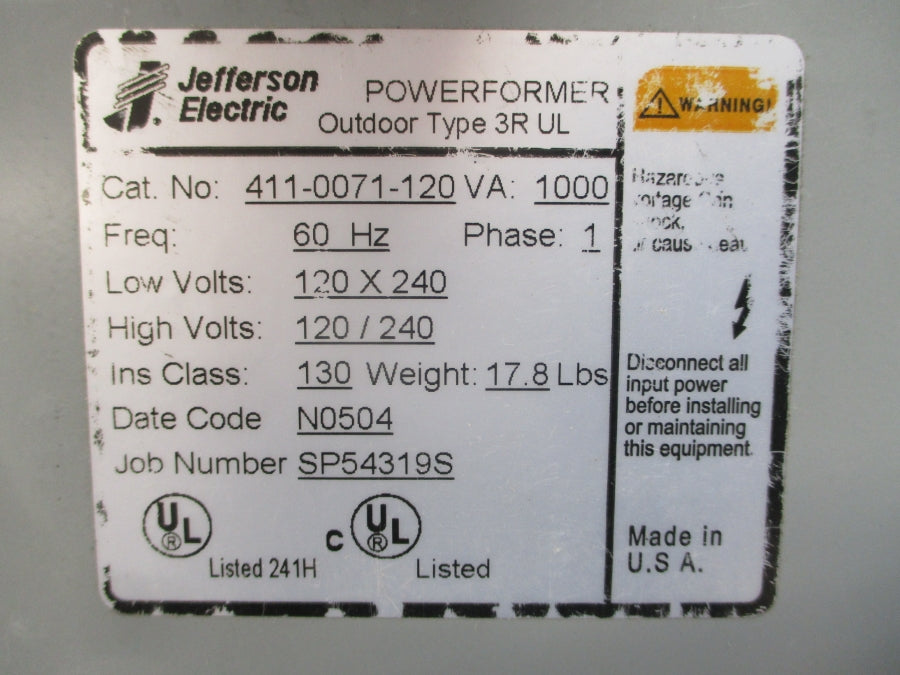 Jefferson
Electric
POWERFORMER
Outdoor Type 3R UL
Cat. No: 411-0071-120 VA: 1000
Freq: 60 Hz Phase: 1
Low Volts: 120 X 240
High Volts: 120 / 240
Ins Class: 130 Weight: 17.8 Lbs
Date Code N0504
Job Number SP54319S
UL ®
Listed 241H
C UL ®
Listed
WARNING!
Disconnect all
input power
before installing
or maintaining
this equipment.
Made in
U.S A.